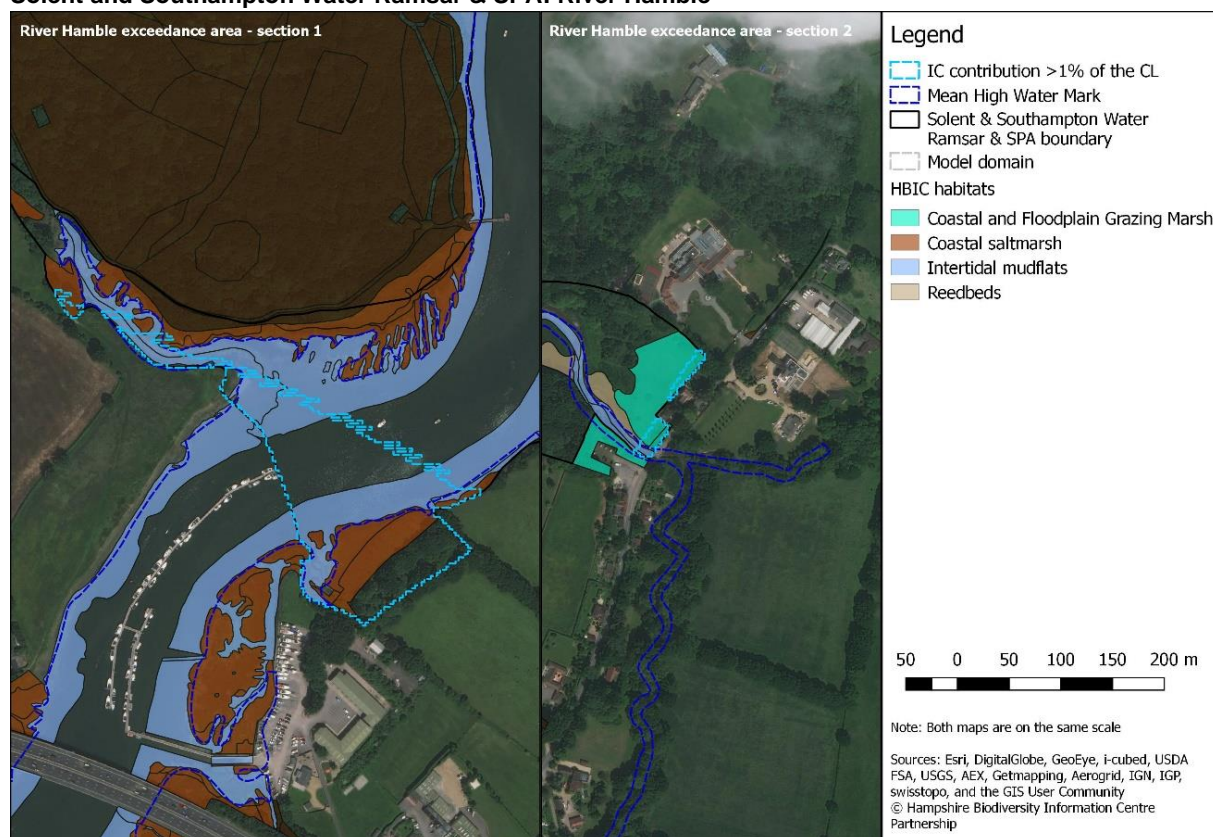 Solent and Southampton Water Ramsar & SPA: River Hamble
River Hamble exceedance area - section 1
River Hamble exceedance area - section 2
Legend
IC contribution >1% of the CL
Mean High Water Mark
Solent & Southampton Water
Ramsar & SPA boundary
Model domain
HBIC habitats
Coastal and Floodplain Grazing Marsh
Coastal saltmarsh
Intertidal mudflats
Reedbeds
50 0 50 100 150 200 m
Note: Both maps are on the same scale
Sources: Esri, DigitalGlobe, GeoEye, i-cubed, USDA
FSA, USGS, AEX, Getmapping, Aerogrid, IGN, IGP,
swisstopo, and the GIS User Community
© Hampshire Biodiversity Information Centre
Partnership